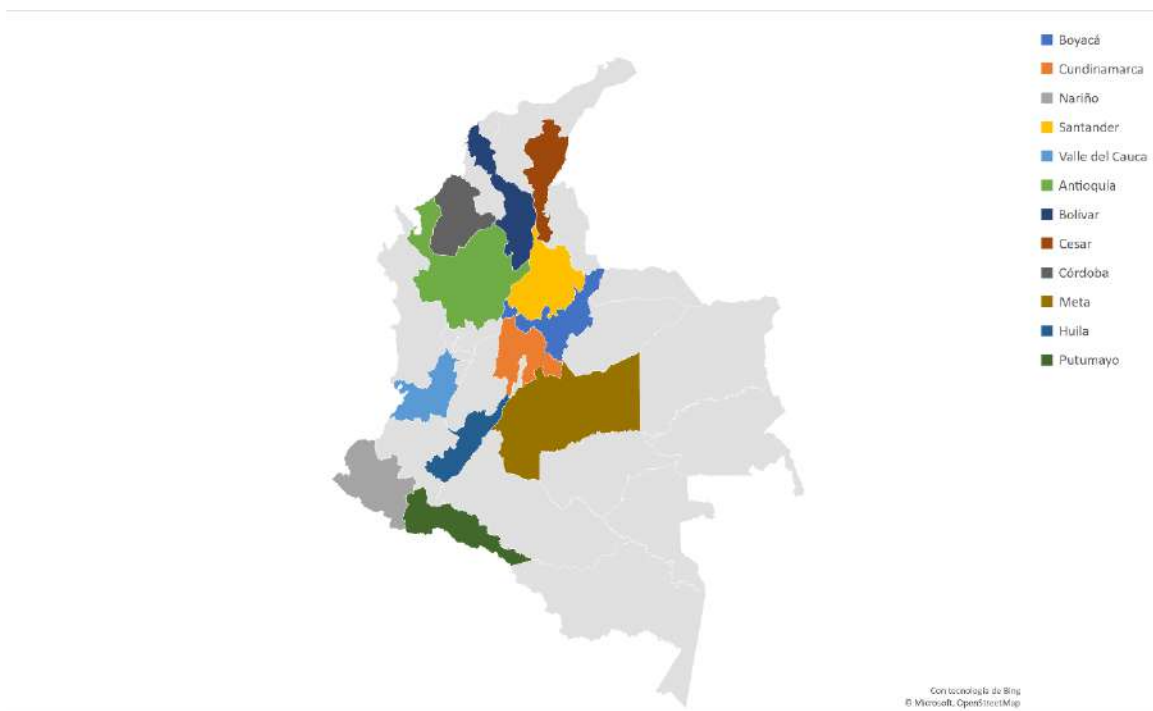 Boyacá
Cundinamarca
Nariño
Santander
Valle del Cauca
Antioquia
Bolívar
Cesar
Córdoba
Meta
Huila
Putumayo
Con tecnología de Bing
© Microsoft, OpenStreetMap